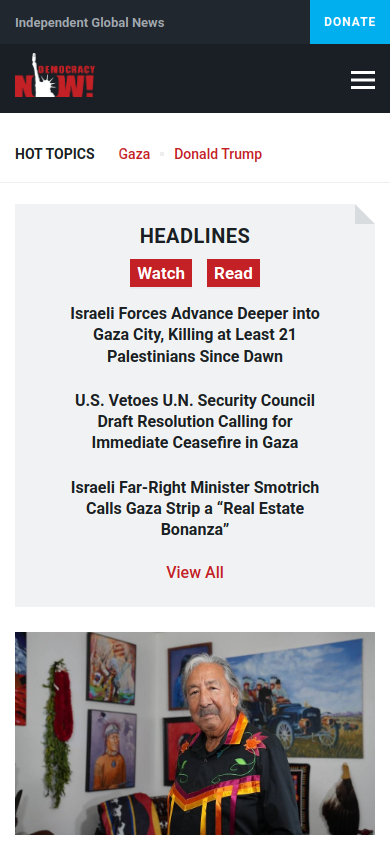 Independent Global News
DONATE
DEMOCRACY
NOW!
HOT TOPICS
Gaza
Donald Trump
HEADLINES
Watch
Read
Israeli Forces Advance Deeper into
Gaza City, Killing at Least 21
Palestinians Since Dawn
U.S. Vetoes U.N. Security Council
Draft Resolution Calling for
Immediate Ceasefire in Gaza
Israeli Far-Right Minister Smotrich
Calls Gaza Strip a “Real Estate
Bonanza”
View All